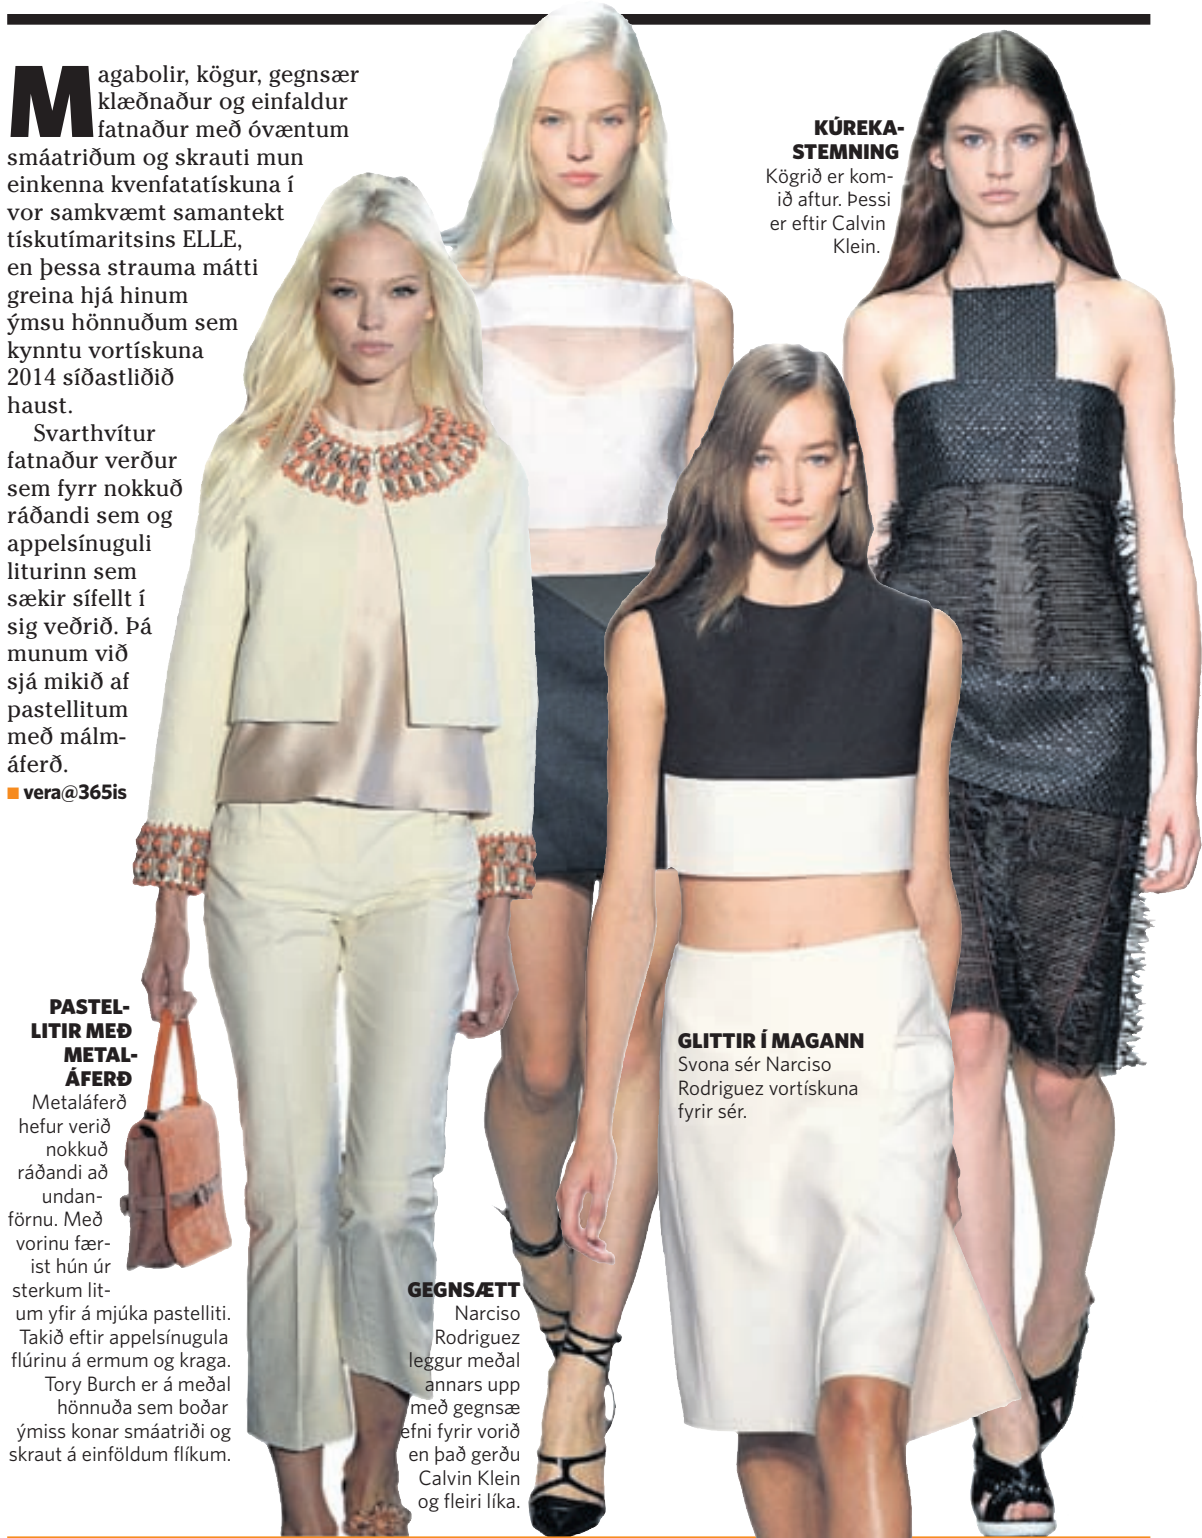 Magabolir, kögur, gegnsær
klæðnaður og einfaldur
fatnaður með óvæntum
smáatriðum og skrauti mun
einkenna kvenfatatískuna í
vor samkvæmt samantekt
tískutímaritsins ELLE,
en þessa strauma mátti
greina hjá hinum
ýmsu hönnuðum sem
kynntu vortískuna
2014 síðastliðið
haust.
Svarthvítur
fatnaður verður
sem fyrr nokkuð
ráðandi sem og
appelsínuguli
liturinn sem
sækir sífellt í
sig veðrið. Þá
munum við
sjá mikið af
pastellitum
með málm-
áferð.
■ vera@365is
KÚREKA-
STEMNING
Kögrið er kom-
ið aftur. Þessi
er eftir Calvin
Klein.
PASTEL-
LITIR MEÐ
METAL-
ÁFERÐ
Metaláferð
hefur verið
nokkuð
ráðandi að
undan-
förnu. Með
vorinu fær-
ist hún úr
sterkum lit-
um yfir á mjúka pastelliti.
Takið eftir appelsínugula
flúrinu á ermum og kraga.
Tory Burch er á meðal
hönnuða sem boðar
ýmiss konar smáatriði og
skraut á einföldum flíkum.
GEGNSÆTT
Narciso
Rodriguez
leggur meðal
annars upp
með gegnsæ
efni fyrir vorið
en það gerðu
Calvin Klein
og fleiri líka.
GLITTIR Í MAGANN
Svona sér Narciso
Rodriguez vortískuna
fyrir sér.